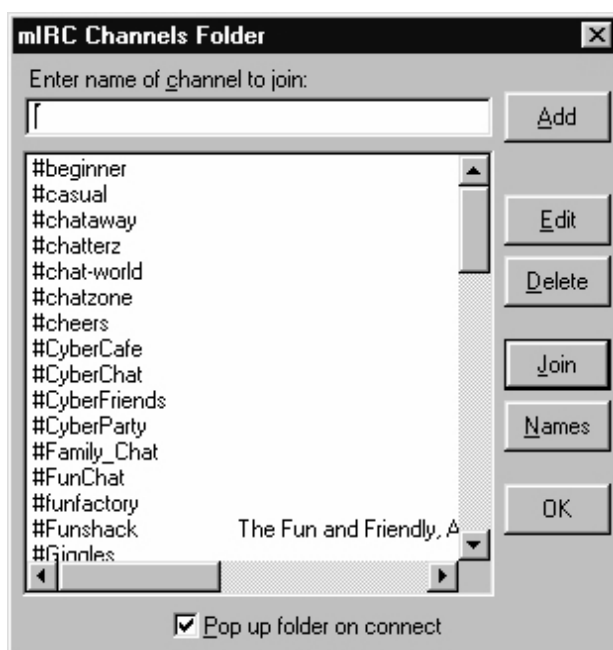 mIRC Channels Folder
Enter name of channel to join:
Add
#beginner
#casual
#chataway
#chatterz
#chat-world
#chatzone
#cheers
#CyberCafe
#CyberChat
#CyberFriends
#CyberParty
#Family_Chat
#FunChat
#funfactory
#Funshack The Fun and Friendly, A
#Giggles
Edit
Delete
Join
Names
OK
Pop up folder on connect